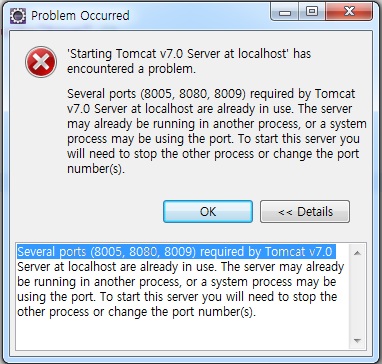 Problem Occurred
'Starting Tomcat v7.0 Server at localhost' has
encountered a problem.
Several ports (8005, 8080, 8009) required by Tomcat
v7.0 Server at localhost are already in use. The server
may already be running in another process, or a system
process may be using the port. To start this server you
will need to stop the other process or change the port
number(s).
OK
<< Details
Several ports (8005, 8080, 8009) required by Tomcat v7.0
Server at localhost are already in use. The server may already
be running in another process, or a system process may be
using the port. To start this server you will need to stop the
other process or change the port number(s).